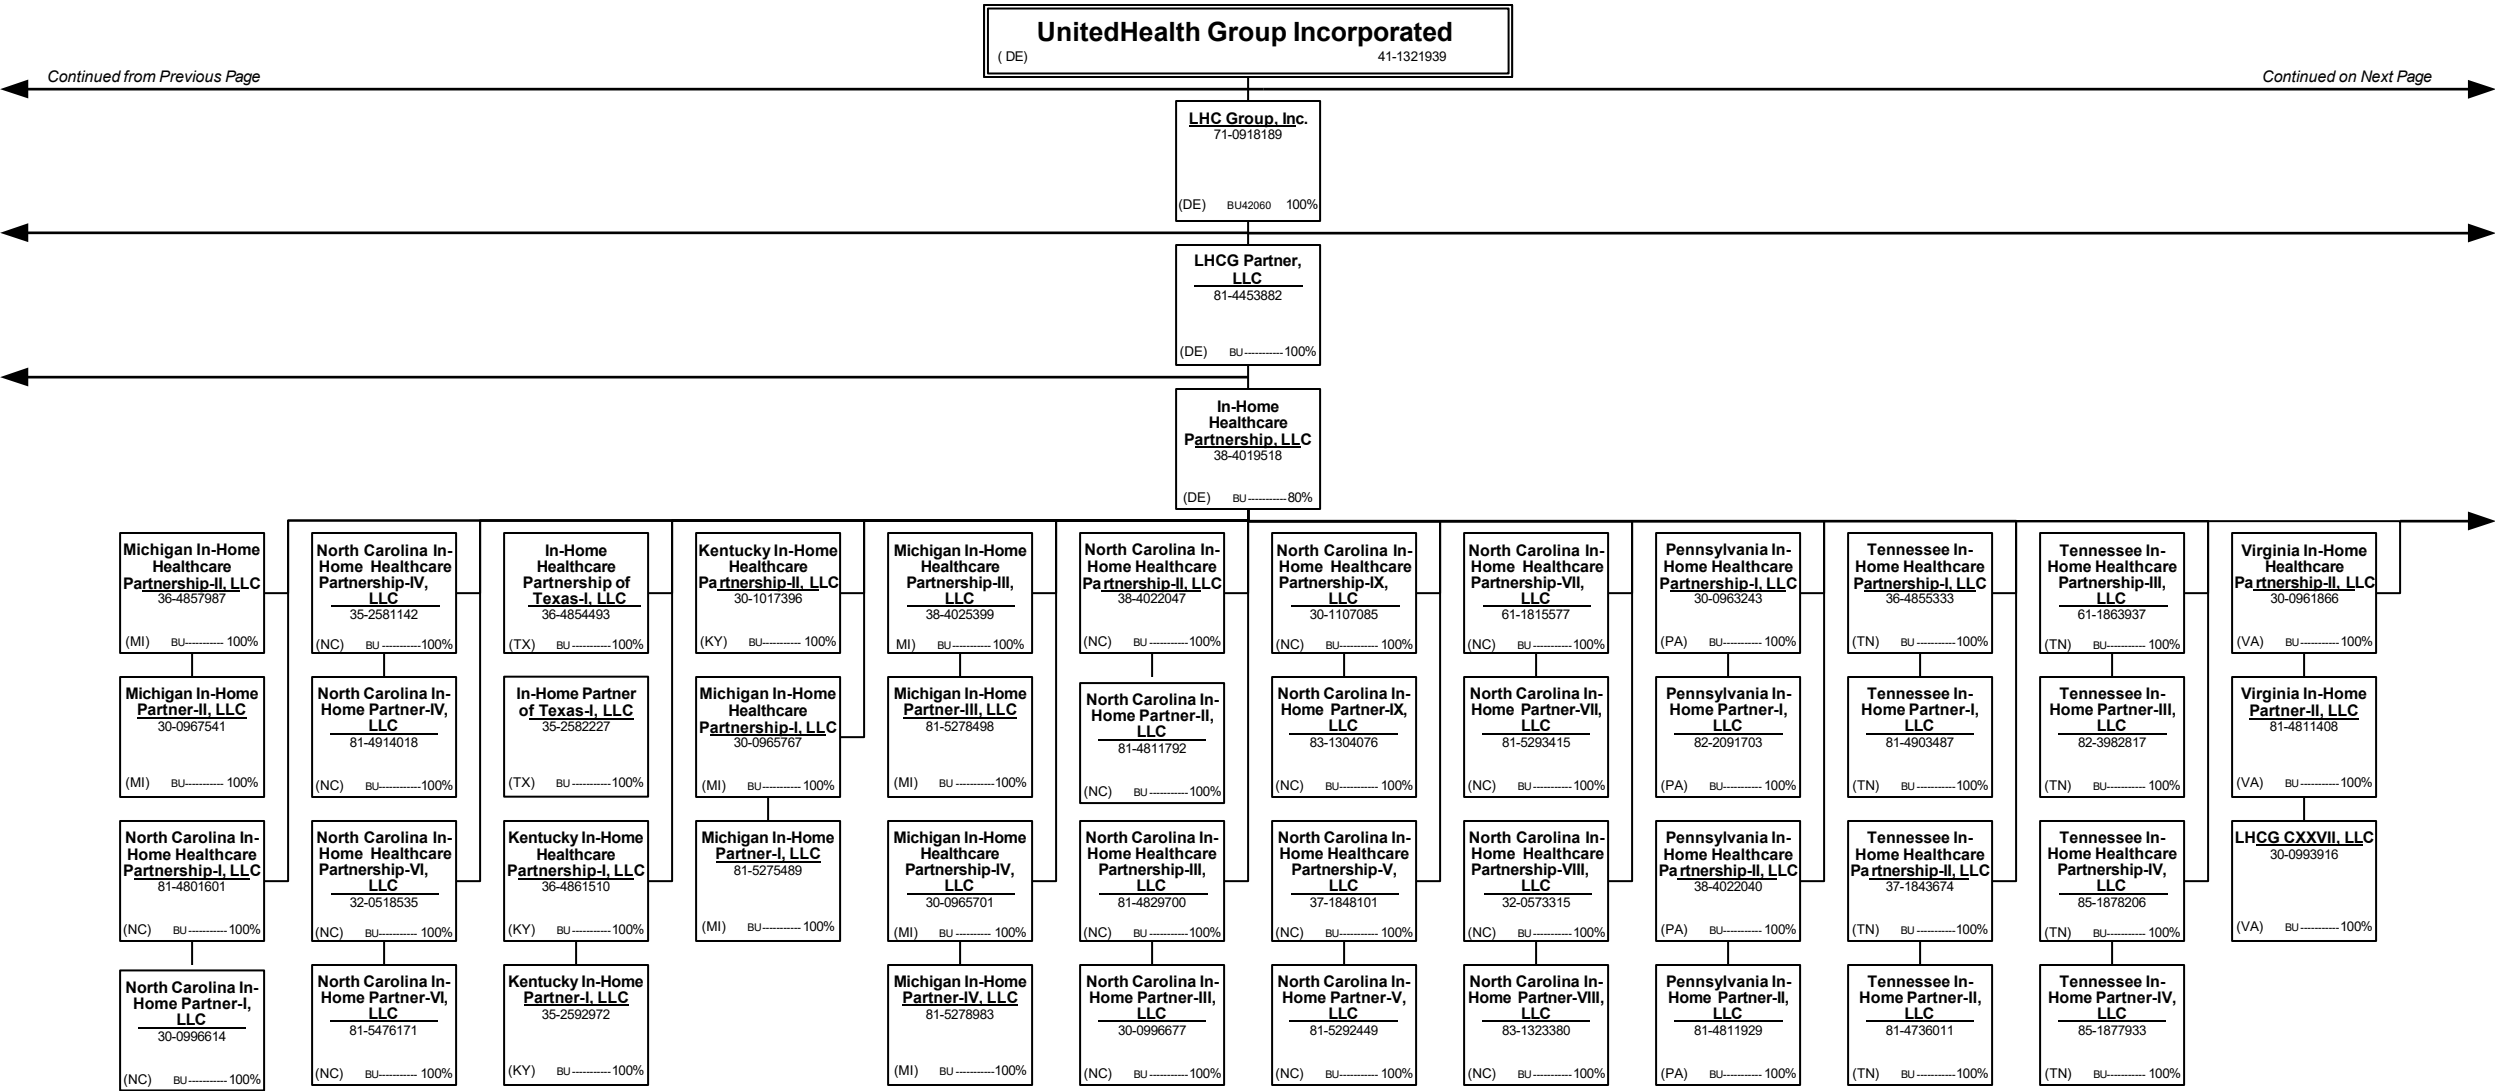 UnitedHealth Group Incorporated
( DE) 41-1321939
Continued from Previous Page
Continued on Next Page
LHC Group, Inc.
71-0918189
(DE) BU42060 100%
LHCG Partner,
LLC
81-4453882
(DE) BU----------- 100%
In-Home
Healthcare
Partnership, LLC
38-4019518
(DE) BU----------- 80%
Michigan In-Home
Healthcare
Partnership-II, LLC
36-4857987
(MI) BU----------- 100%
North Carolina In-
Home Healthcare
Partnership-IV,
LLC
35-2581142
(NC) BU----------- 100%
In-Home
Healthcare
Partnership of
Texas-I, LLC
36-4854493
(TX) BU----------- 100%
Kentucky In-Home
Healthcare
Partnership-II, LLC
30-1017396
(KY) BU----------- 100%
Michigan In-Home
Healthcare
Partnership-III,
LLC
38-4025399
MI) BU----------- 100%
North Carolina In-
Home Healthcare
Partnership-II, LLC
38-4022047
(NC) BU----------- 100%
North Carolina In-
Home Healthcare
Partnership-IX,
LLC
30-1107085
(NC) BU----------- 100%
North Carolina In-
Home Healthcare
Partnership-VII,
LLC
61-1815577
(NC) BU----------- 100%
Pennsylvania In-
Home Healthcare
Partnership-I, LLC
30-0963243
(PA) BU----------- 100%
Tennessee In-
Home Healthcare
Partnership-I, LLC
36-4855333
(TN) BU----------- 100%
Tennessee In-
Home Healthcare
Partnership-III,
LLC
61-1863937
(TN) BU----------- 100%
Virginia In-Home
Healthcare
Partnership-II, LLC
30-0961866
(VA) BU----------- 100%
Michigan In-Home
Partner-II, LLC
30-0967541
(MI) BU----------- 100%
North Carolina In-
Home Partner-IV,
LLC
81-4914018
(NC) BU----------- 100%
In-Home Partner
of Texas-I, LLC
35-2582227
(TX) BU----------- 100%
Michigan In-Home
Healthcare
Partnership-I, LLC
30-0965767
(MI) BU----------- 100%
Michigan In-Home
Partner-III, LLC
81-5278498
(MI) BU----------- 100%
North Carolina In-
Home Partner-II,
LLC
81-4811792
(NC) BU----------- 100%
North Carolina In-
Home Partner-IX,
LLC
83-1304076
(NC) BU----------- 100%
North Carolina In-
Home Partner-VII,
LLC
81-5293415
(NC) BU----------- 100%
Pennsylvania In-
Home Partner-I,
LLC
82-2091703
(PA) BU----------- 100%
Tennessee In-
Home Partner-I,
LLC
81-4903487
(TN) BU----------- 100%
Tennessee In-
Home Partner-III,
LLC
82-3982817
(TN) BU----------- 100%
Virginia In-Home
Partner-II, LLC
81-4811408
(VA) BU----------- 100%
North Carolina In-
Home Healthcare
Partnership-I, LLC
81-4801601
(NC) BU----------- 100%
North Carolina In-
Home Healthcare
Partnership-VI,
LLC
32-0518535
(NC) BU----------- 100%
Kentucky In-Home
Healthcare
Partnership-I, LLC
36-4861510
(KY) BU----------- 100%
Michigan In-Home
Partner-I, LLC
81-5275489
(MI) BU----------- 100%
Michigan In-Home
Healthcare
Partnership-IV,
LLC
30-0965701
(MI) BU----------- 100%
North Carolina In-
Home Healthcare
Partnership-III,
LLC
81-4829700
(NC) BU----------- 100%
North Carolina In-
Home Healthcare
Partnership-V,
LLC
37-1848101
(NC) BU----------- 100%
North Carolina In-
Home Healthcare
Partnership-VIII,
LLC
32-0573315
(NC) BU----------- 100%
Pennsylvania In-
Home Healthcare
Partnership-II, LLC
38-4022040
(PA) BU----------- 100%
Tennessee In-
Home Healthcare
Partnership-II, LLC
37-1843674
(TN) BU----------- 100%
Tennessee In-
Home Healthcare
Partnership-IV,
LLC
85-1878206
(TN) BU----------- 100%
LHCG CXXVII, LLC
30-0993916
(VA) BU----------- 100%
North Carolina In-
Home Partner-I,
LLC
30-0996614
(NC) BU----------- 100%
North Carolina In-
Home Partner-VI,
LLC
81-5476171
(NC) BU----------- 100%
Kentucky In-Home
Partner-I, LLC
35-2592972
(KY) BU----------- 100%
Michigan In-Home
Partner-IV, LLC
81-5278983
(MI) BU----------- 100%
North Carolina In-
Home Partner-III,
LLC
30-0996677
(NC) BU----------- 100%
North Carolina In-
Home Partner-V,
LLC
81-5292449
(NC) BU----------- 100%
North Carolina In-
Home Partner-VIII,
LLC
83-1323380
(NC) BU----------- 100%
Pennsylvania In-
Home Partner-II,
LLC
81-4811929
(PA) BU----------- 100%
Tennessee In-
Home Partner-II,
LLC
81-4736011
(TN) BU----------- 100%
Tennessee In-
Home Partner-IV,
LLC
85-1877933
(TN) BU----------- 100%